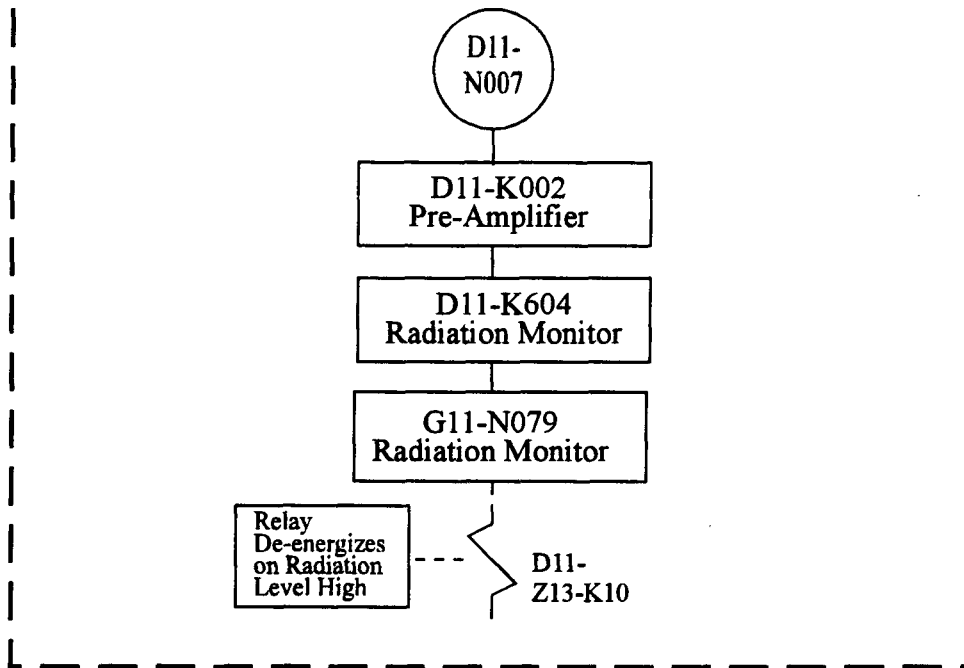 D11-
N007
D11-K002
Pre-Amplifier
D11-K604
Radiation Monitor
G11-N079
Radiation Monitor
Relay
De-energizes
on Radiation
Level High
D11-
Z13-K10